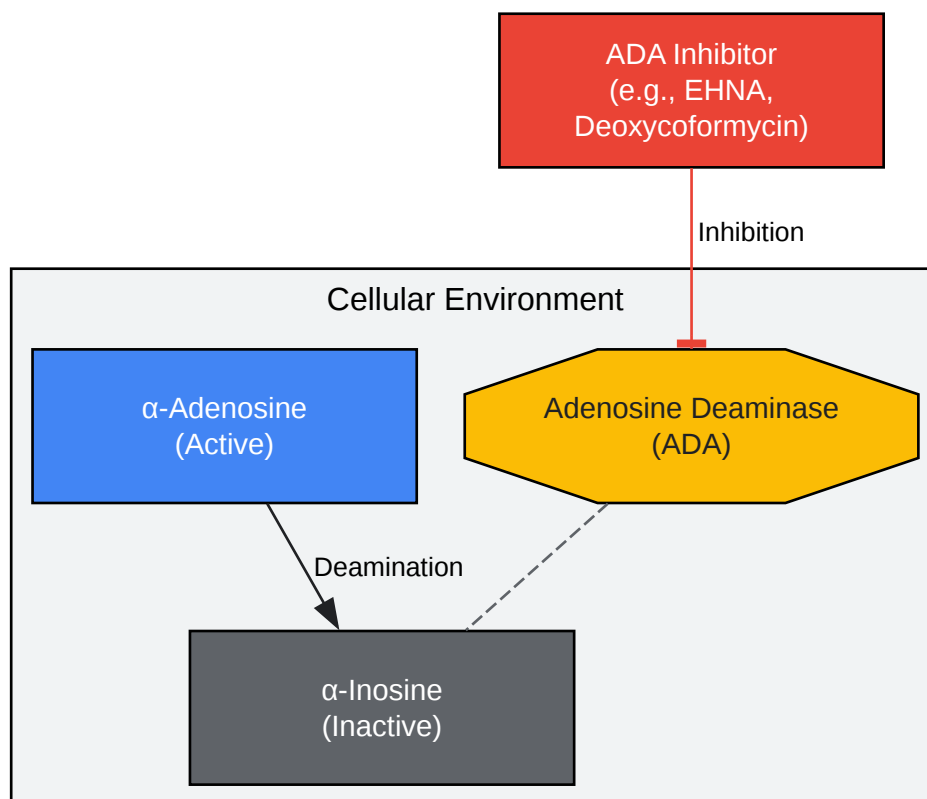 ADA Inhibitor
(e.g., EHNA,
Deoxycoformycin)
Inhibition
Cellular Environment
α-Adenosine
(Active)
Adenosine Deaminase
(ADA)
Deamination
α-Inosine
(Inactive)